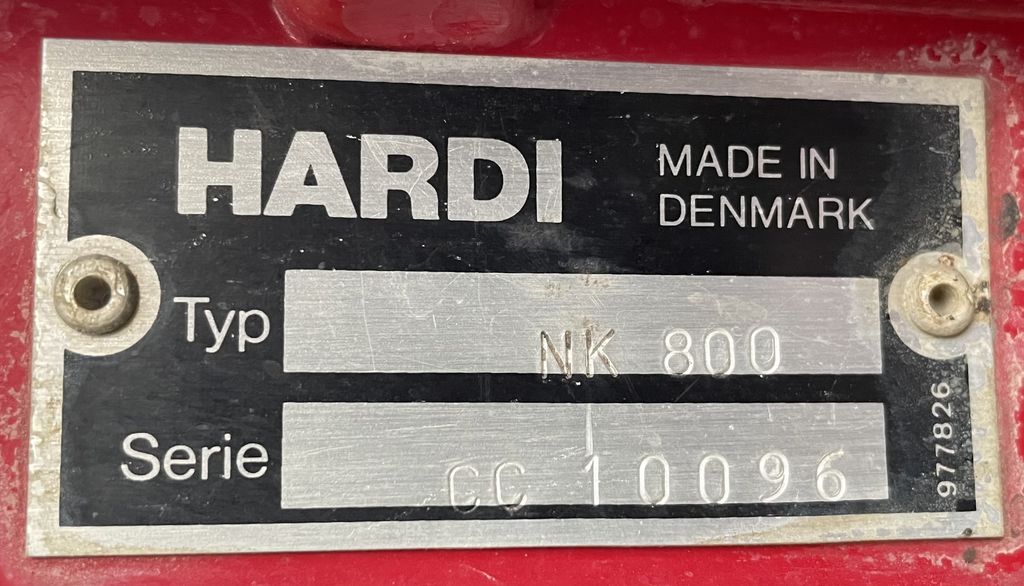 HARDI
MADE IN
DENMARK
Typ NK 800
Serie CC 10096
977826